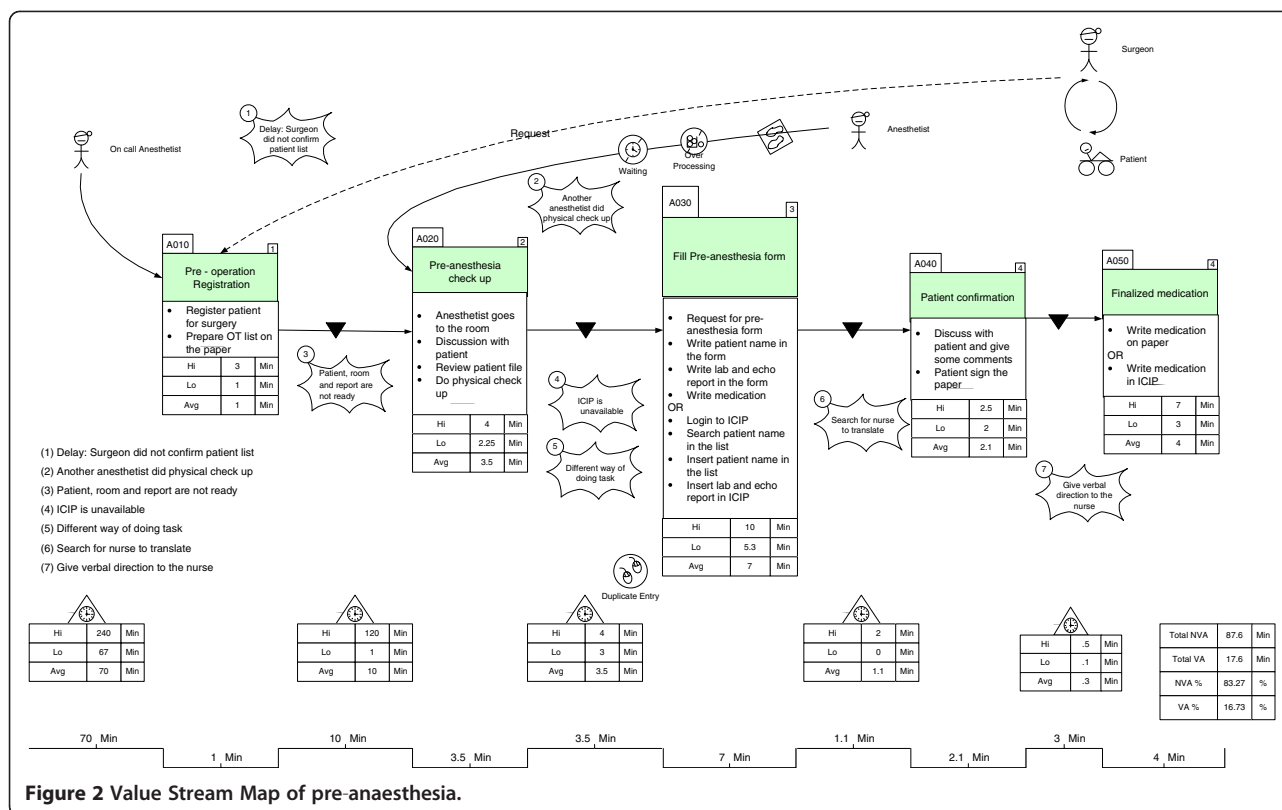 Surgeon
1
Delay: Surgeon
did not confirm
patient list
Request
Anesthetist
On call Anesthetist
Waiting
Over
Processing
Patient
2
Another
anesthetist did
physical check up
A010
1
Pre - operation
Registration
• Register patient
for surgery
• Prepare OT list on
the paper
Hi 3 Min
Lo 1 Min
Avg 1 Min
3
Patient, room
and report are
not ready
A020
2
Pre-anesthesia
check up
• Anesthetist goes
to the room
• Discussion with
patient
• Review patient file
• Do physical check
up
Hi 4 Min
Lo 2.25 Min
Avg 3.5 Min
4
ICIP is
unavailable
5
Different way of
doing task
A030
3
Fill Pre-anesthesia form
• Request for pre-
anesthesia form
• Write patient name in
the form
• Write lab and echo
report in the form
• Write medication
OR
• Login to ICIP
• Search patient name
in the list
• Insert patient name in
the list
• Insert lab and echo
report in ICIP
Hi 10 Min
Lo 5.3 Min
Avg 7 Min
6
Search for nurse
to translate
A040
4
Patient confirmation
• Discuss with
patient and give
some comments
• Patient sign the
paper
Hi 2.5 Min
Lo 2 Min
Avg 2.1 Min
7
Give verbal
direction to the
nurse
A050
4
Finalized medication
• Write medication
on paper
OR
• Write medication
in ICIP
Hi 7 Min
Lo 3 Min
Avg 4 Min
(1) Delay: Surgeon did not confirm patient list
(2) Another anesthetist did physical check up
(3) Patient, room and report are not ready
(4) ICIP is unavailable
(5) Different way of doing task
(6) Search for nurse to translate
(7) Give verbal direction to the nurse
Duplicate Entry
Hi 240 Min
Lo 67 Min
Avg 70 Min
Hi 120 Min
Lo 1 Min
Avg 10 Min
Hi 4 Min
Lo 3 Min
Avg 3.5 Min
Hi 2 Min
Lo 0 Min
Avg 1.1 Min
Hi .5 Min
Lo .1 Min
Avg .3 Min
Total NVA 87.6 Min
Total VA 17.6 Min
NVA % 83.27 %
VA % 16.73 %
70 Min
1 Min
10 Min
3.5 Min
3.5 Min
7 Min
1.1 Min
2.1 Min
3 Min
4 Min
Figure 2 Value Stream Map of pre-anaesthesia.